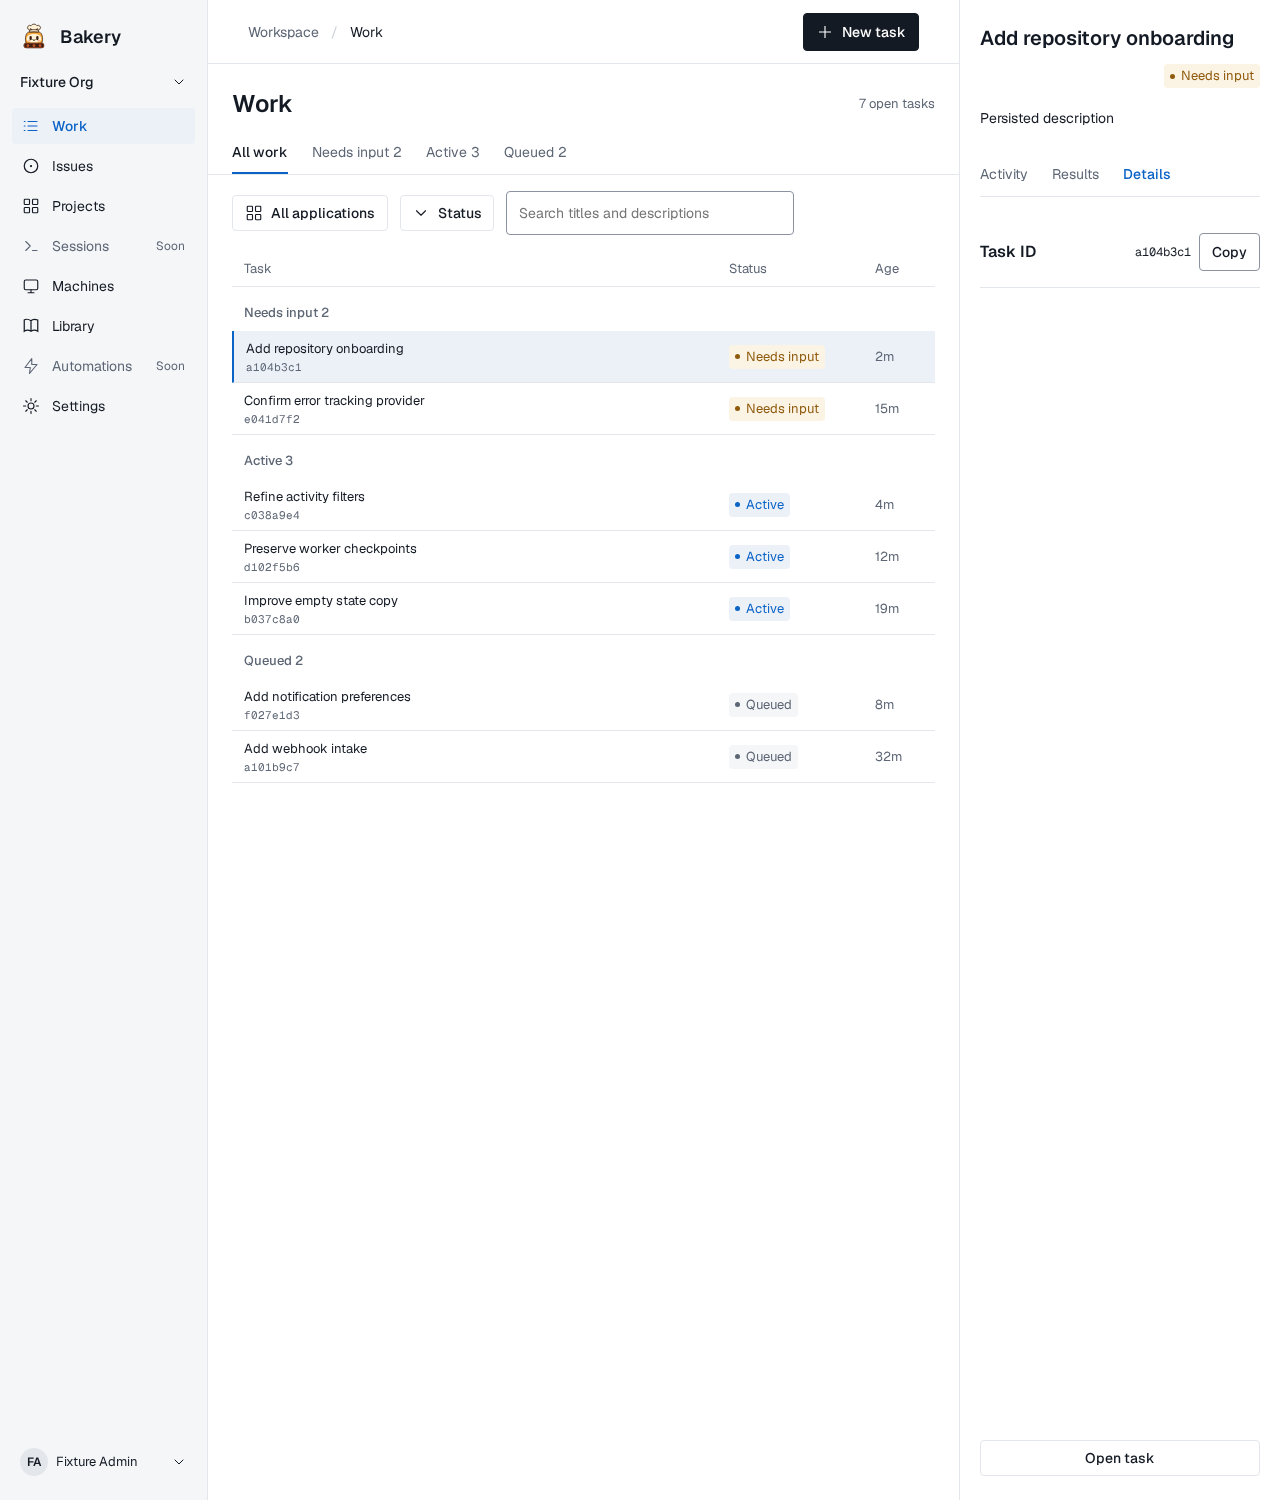 Bakery
Fixture Org
Work
Issues
Projects
Sessions Soon
Machines
Library
Automations Soon
Settings
FA Fixture Admin
Workspace / Work
New task
Work
7 open tasks
All work Needs input 2 Active 3 Queued 2
All applications Status Search titles and descriptions
Task Status Age
Needs input 2
Add repository onboarding Needs input 2m
a104b3c1
Confirm error tracking provider Needs input 15m
e041d7f2
Active 3
Refine activity filters Active 4m
c038a9e4
Preserve worker checkpoints Active 12m
d102f5b6
Improve empty state copy Active 19m
b037c8a0
Queued 2
Add notification preferences Queued 8m
f027e1d3
Add webhook intake Queued 32m
a101b9c7
Add repository onboarding
Needs input
Persisted description
Activity Results Details
Task ID a104b3c1 Copy
Open task